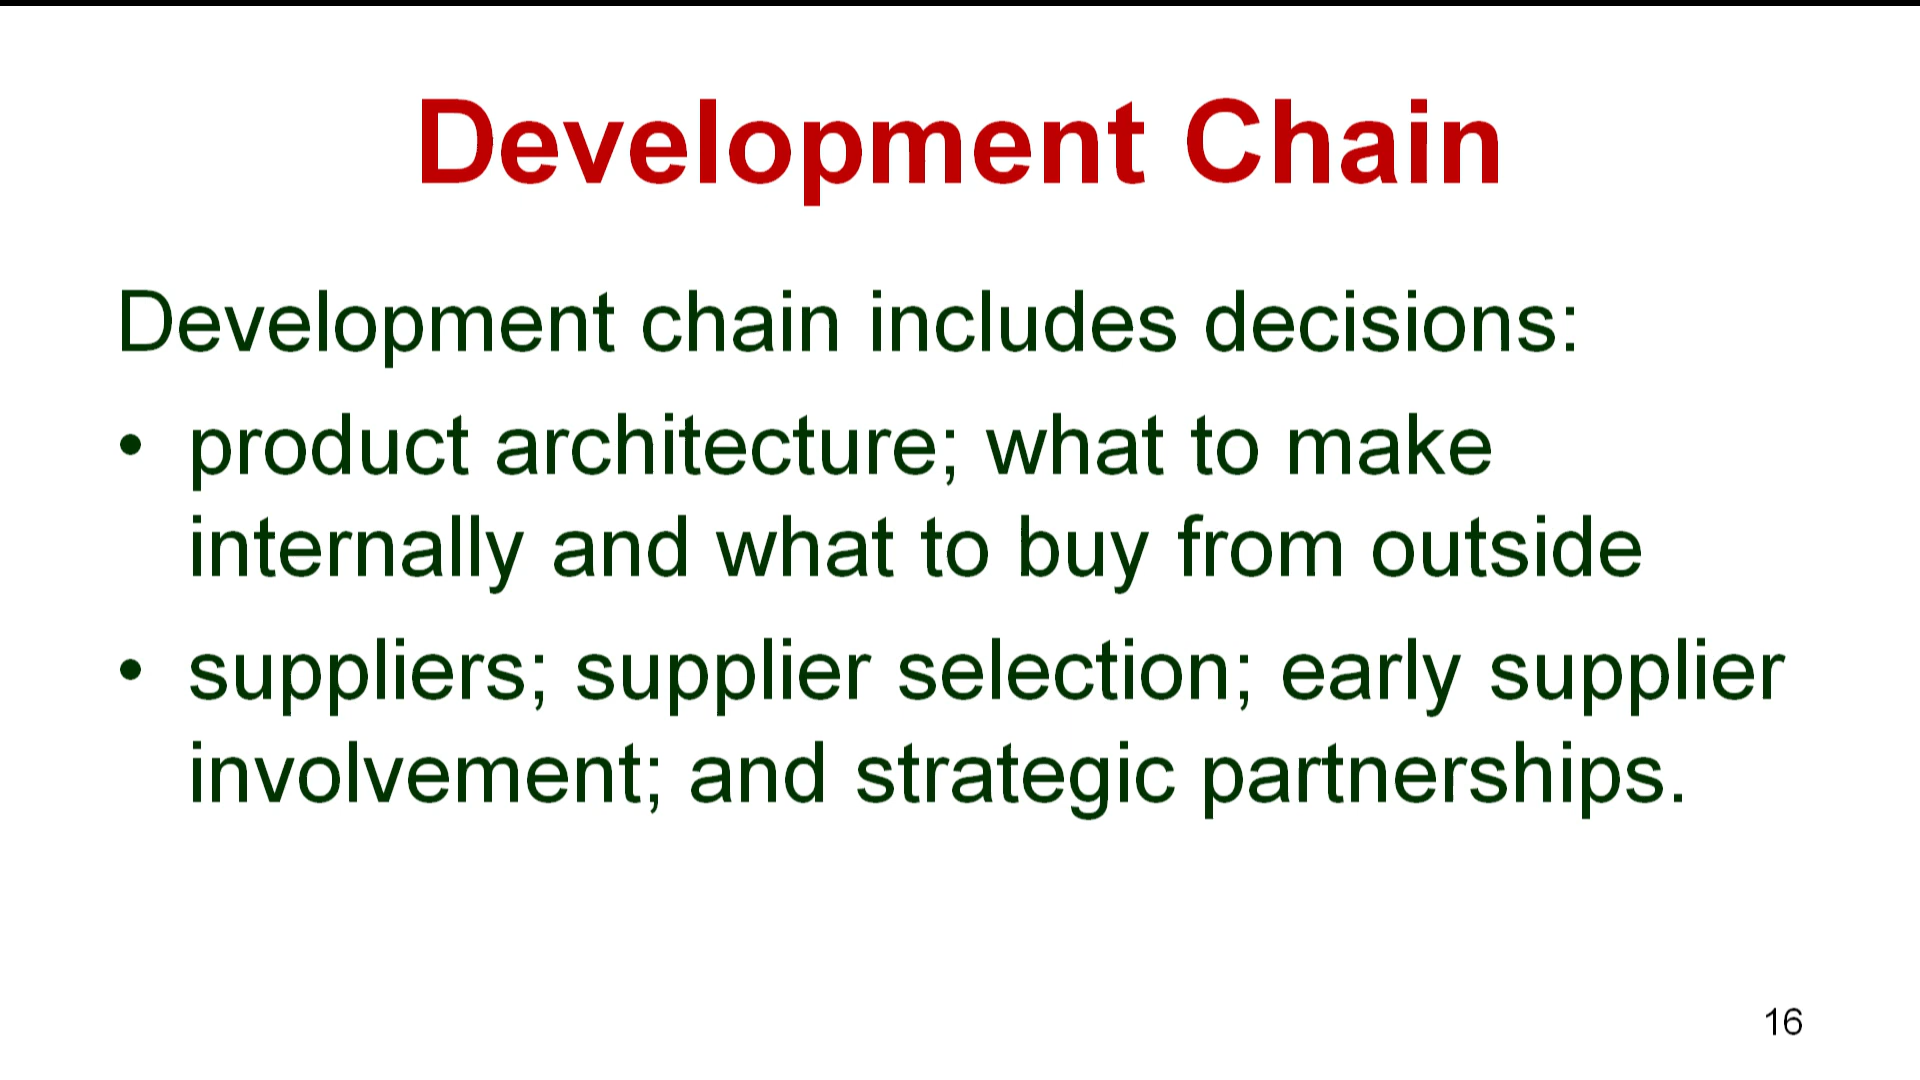 Development Chain
Development chain includes decisions:
• product architecture; what to make
internally and what to buy from outside
• suppliers; supplier selection; early supplier
involvement; and strategic partnerships.
16